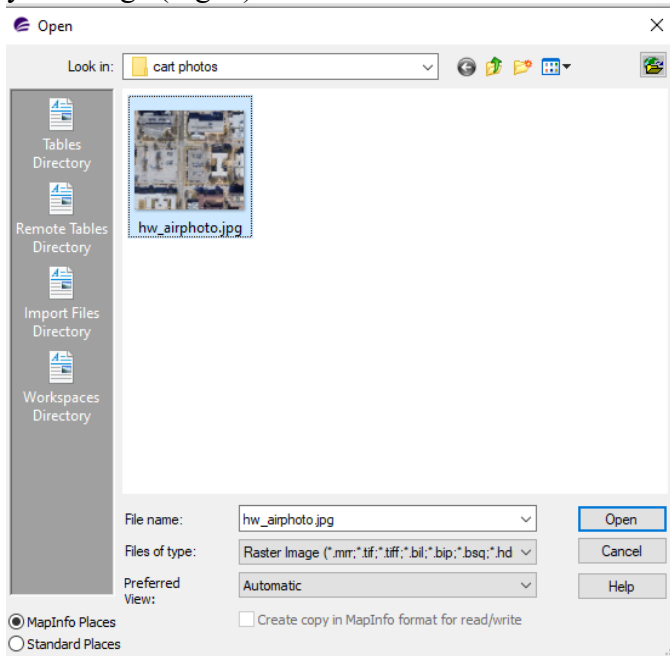 Open
Look in:
cart photos
Tables
Directory
Remote Tables
Directory
Import Files
Directory
Workspaces
Directory
hw_airphoto.jpg
File name:
hw_airphoto.jpg
Open
Files of type:
Raster Image (*.mrr;*.tif;*.tiff;*.bil;*.bip;*.bsq;*.hd
Cancel
Preferred
View:
Automatic
Help
Create copy in MapInfo format for read/write
MapInfo Places
Standard Places